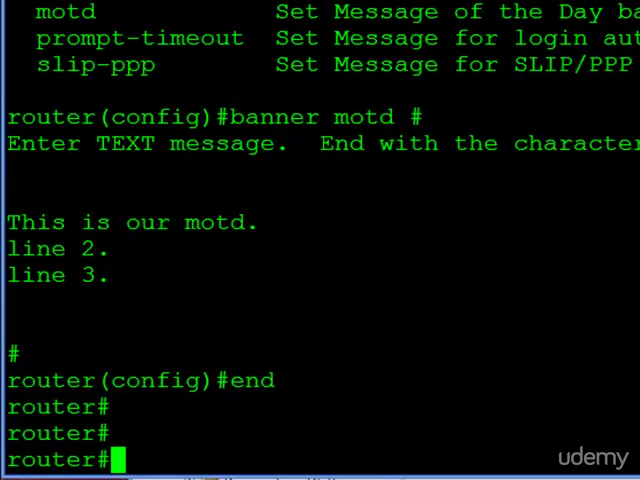 motd Set Message of the Day ba
prompt-timeout Set Message for login aut
slip-ppp Set Message for SLIP/PPP
router(config)#banner motd #
Enter TEXT message.  End with the character
This is our motd.
line 2.
line 3.
#
router(config)#end
router#
router#
router#
udemy